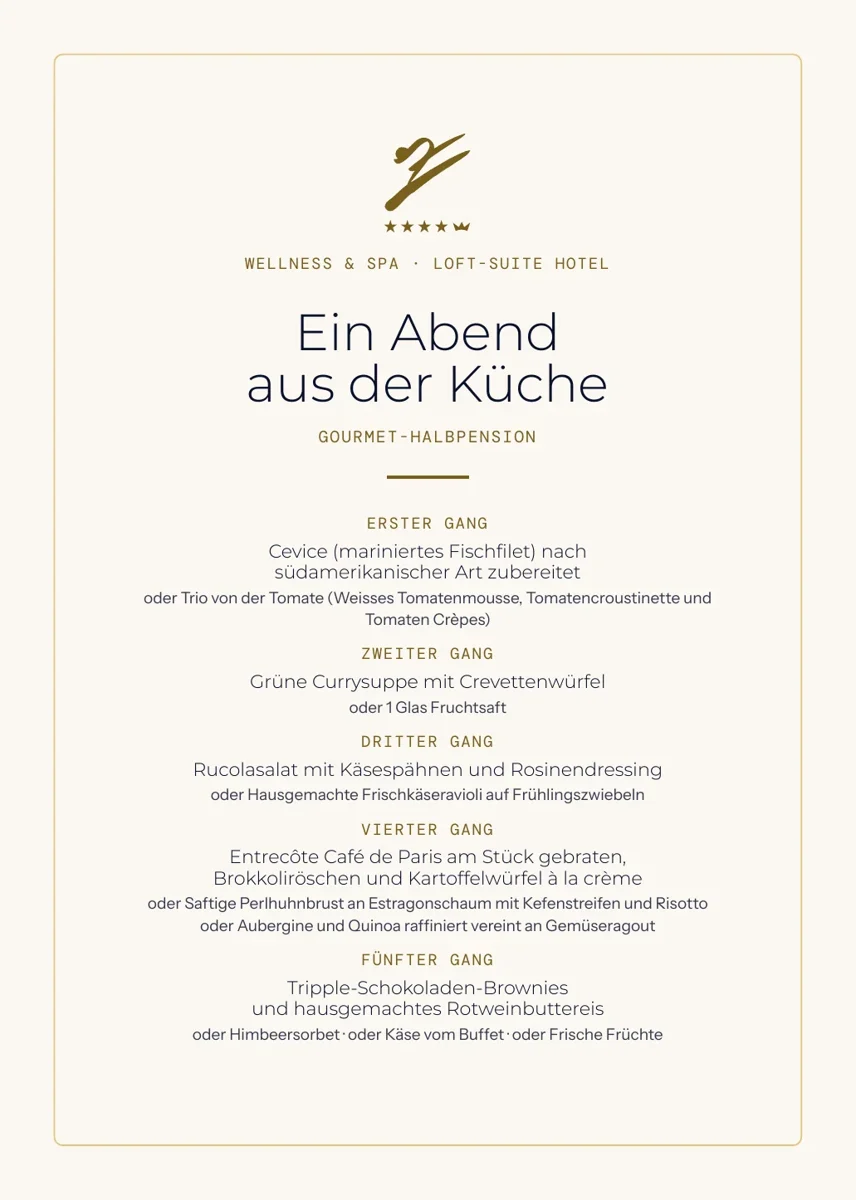 WELLNESS & SPA · LOFT-SUITE HOTEL
Ein Abend
aus der Küche
GOURMET-HALBPENSION
ERSTER GANG
Cevice (mariniertes Fischfilet) nach
südamerikanischer Art zubereitet
oder Trio von der Tomate (Weisses Tomatenmousse, Tomatencroustinette und
Tomaten Crèpes)
ZWEITER GANG
Grüne Currysuppe mit Crevettenwürfel
oder 1 Glas Fruchtsaft
DRITTER GANG
Rucolasalat mit Käsespähnen und Rosinendressing
oder Hausgemachte Frischkäseravioli auf Frühlingszwiebeln
VIERTER GANG
Entrecôte Café de Paris am Stück gebraten,
Brokkoliröschen und Kartoffelwürfel à la crème
oder Saftige Perlhuhnbrust an Estragonschaum mit Kefenstreifen und Risotto
oder Aubergine und Quinoa raffiniert vereint an Gemüseragout
FÜNFTER GANG
Tripple-Schokoladen-Brownies
und hausgemachtes Rotweinbuttereis
oder Himbeersorbet · oder Käse vom Buffet · oder Frische Früchte